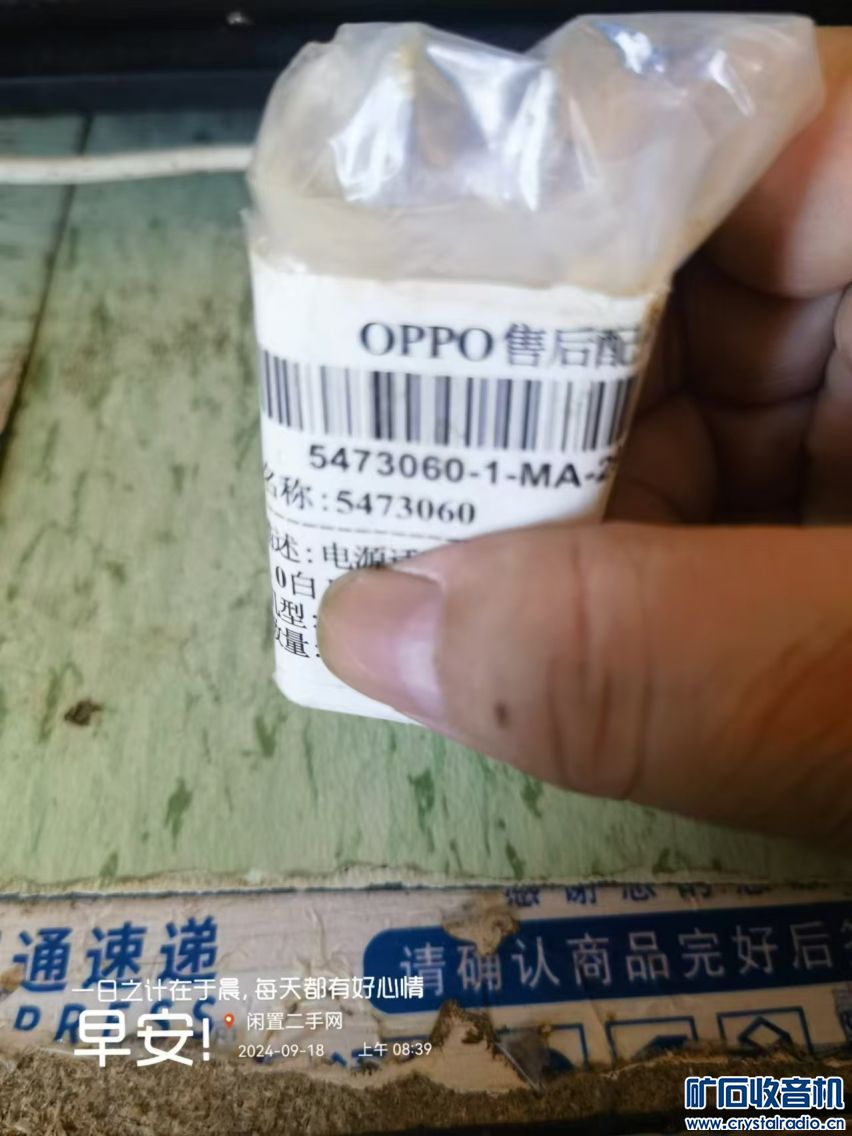 OPPO售后配
5473060-1-MA-2
名称:5473060
述:电源适
0白
机型:
数量:
通速递
请确认商品完好后
一日之计在于晨,每天都有好心情
早安!
闲置二手网
2024-09-18 上午 08:39
矿石收音机
www.crystalradio.cn